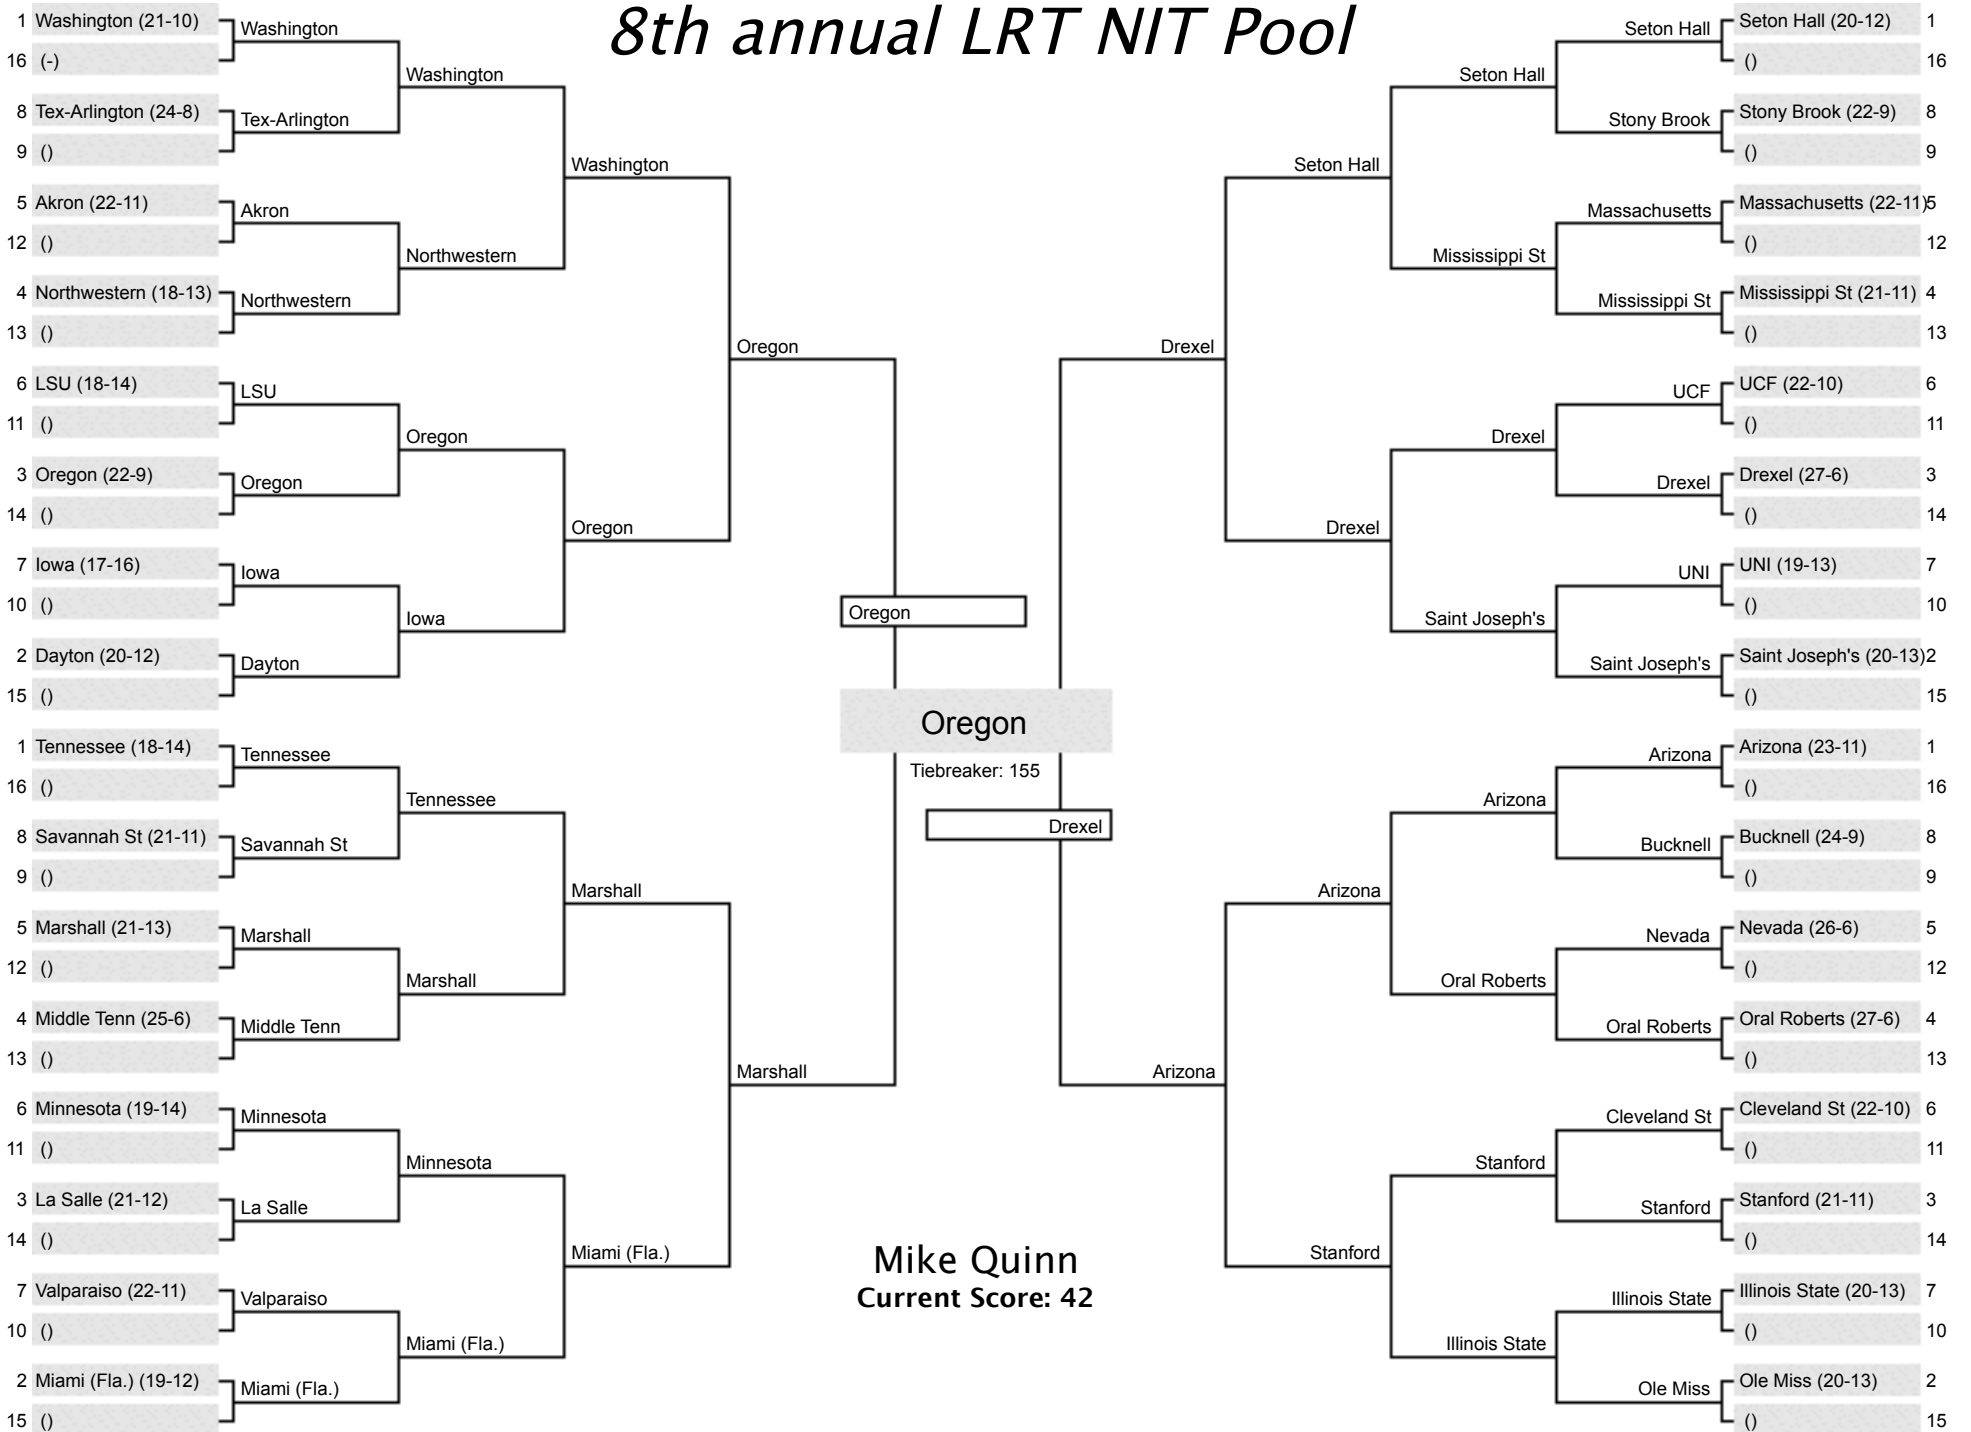 8th annual LRT NIT Pool
1 Washington (21-10)
16 (-)
8 Tex-Arlington (24-8)
9 ()
5 Akron (22-11)
12 ()
4 Northwestern (18-13)
13 ()
6 LSU (18-14)
11 ()
3 Oregon (22-9)
14 ()
7 Iowa (17-16)
10 ()
2 Dayton (20-12)
15 ()
1 Tennessee (18-14)
16 ()
8 Savannah St (21-11)
9 ()
5 Marshall (21-13)
12 ()
4 Middle Tenn (25-6)
13 ()
6 Minnesota (19-14)
11 ()
3 La Salle (21-12)
14 ()
7 Valparaiso (22-11)
10 ()
2 Miami (Fla.) (19-12)
15 ()
Washington
Tex-Arlington
Akron
Northwestern
LSU
Oregon
Iowa
Dayton
Tennessee
Savannah St
Marshall
Middle Tenn
Minnesota
La Salle
Valparaiso
Miami (Fla.)
Washington
Northwestern
Oregon
Iowa
Tennessee
Marshall
Minnesota
Miami (Fla.)
Washington
Oregon
Marshall
Miami (Fla.)
Oregon
Marshall
Oregon
Oregon
Tiebreaker: 155
Drexel
Mike Quinn
Current Score: 42
Drexel
Arizona
Seton Hall
Drexel
Arizona
Stanford
Seton Hall
Mississippi St
Drexel
Saint Joseph's
Arizona
Oral Roberts
Stanford
Illinois State
Seton Hall
Stony Brook
Massachusetts
Mississippi St
UCF
Drexel
UNI
Saint Joseph's
Arizona
Bucknell
Nevada
Oral Roberts
Cleveland St
Stanford
Illinois State
Ole Miss
Seton Hall (20-12) 1
() 16
Stony Brook (22-9) 8
() 9
Massachusetts (22-11) 5
() 12
Mississippi St (21-11) 4
() 13
UCF (22-10) 6
() 11
Drexel (27-6) 3
() 14
UNI (19-13) 7
() 10
Saint Joseph's (20-13) 2
() 15
Arizona (23-11) 1
() 16
Bucknell (24-9) 8
() 9
Nevada (26-6) 5
() 12
Oral Roberts (27-6) 4
() 13
Cleveland St (22-10) 6
() 11
Stanford (21-11) 3
() 14
Illinois State (20-13) 7
() 10
Ole Miss (20-13) 2
() 15